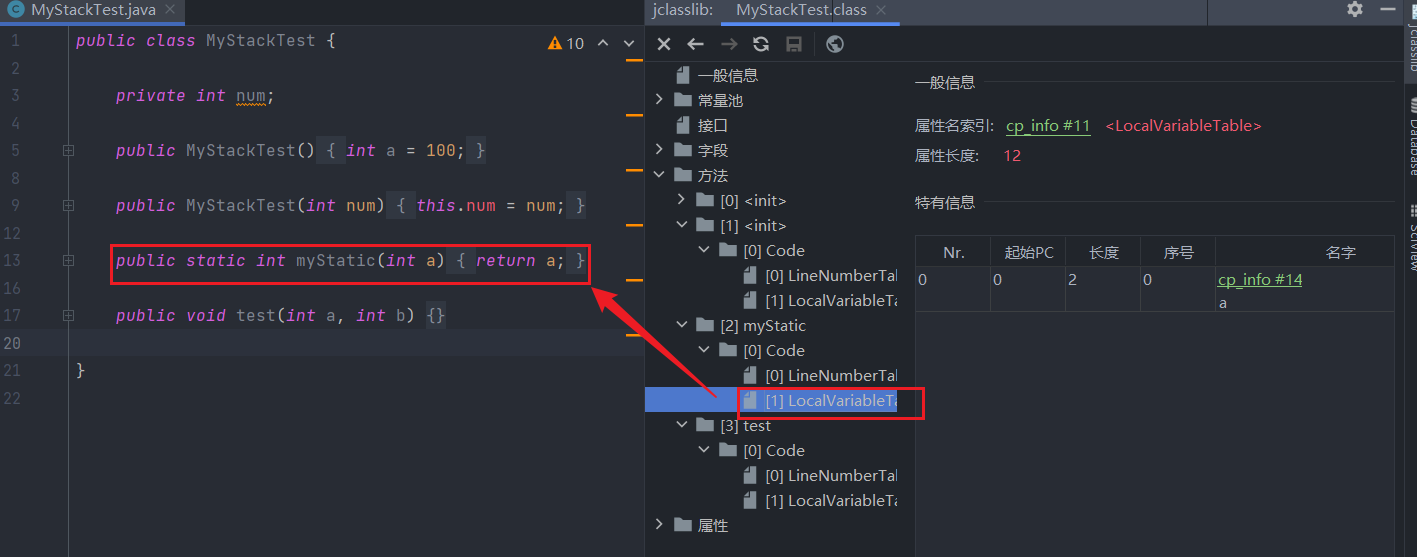 MyStackTest.java
1 public class MyStackTest {
10
2
3 private int num;
4
5 public MyStackTest() { int a = 100; }
8
9 public MyStackTest(int num) { this.num = num; }
12
13 public static int myStatic(int a) { return a; }
16
17 public void test(int a, int b) {}
20
21 }
22
jclasslib: MyStackTest.class
一般信息
常量池
接口
字段
方法
[0] <init>
[1] <init>
[0] Code
[0] LineNumberTal
[1] LocalVariableTa
[2] myStatic
[0] Code
[0] LineNumberTal
[1] LocalVariableTa
[3] test
[0] Code
[0] LineNumberTal
[1] LocalVariableTa
属性
一般信息
属性名索引: cp_info #11 <LocalVariableTable>
属性长度: 12
特有信息
Nr. 起始PC 长度 序号 名字
0 0 2 0 cp_info #14
a
jclasslib
Database
SciView